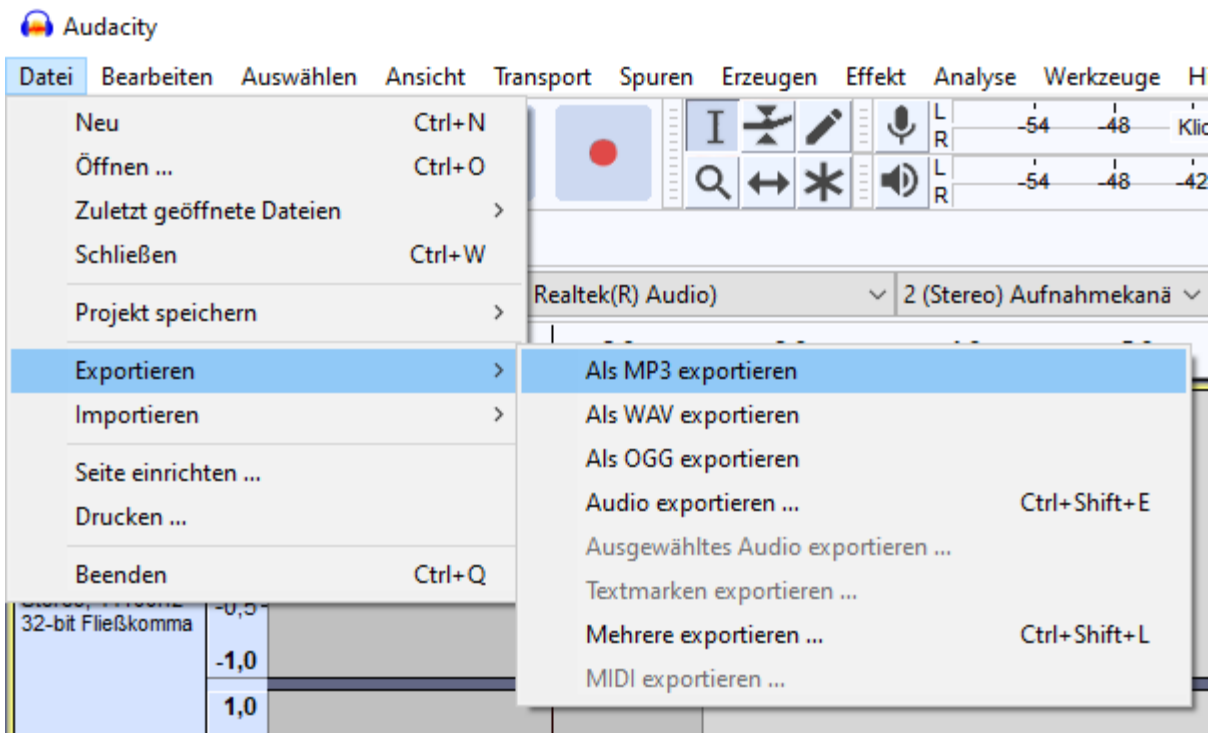 Audacity
Datei Bearbeiten Auswählen Ansicht Transport Spuren Erzeugen Effekt Analyse Werkzeuge
Neu Ctrl+N
Öffnen ... Ctrl+O
Zuletzt geöffnete Dateien
Schließen Ctrl+W
Projekt speichern
Exportieren
Importieren
Seite einrichten ...
Drucken ...
Beenden Ctrl+Q
L
R
-54 -48
L
R
-54 -48 -42
Realtek(R) Audio) 2 (Stereo) Aufnahmekanä
Als MP3 exportieren
Als WAV exportieren
Als OGG exportieren
Audio exportieren ... Ctrl+Shift+E
Ausgewähltes Audio exportieren ...
Textmarken exportieren ...
Mehrere exportieren ... Ctrl+Shift+L
MIDI exportieren ...
32-bit Fließkomma
-0,5
-1,0
1,0